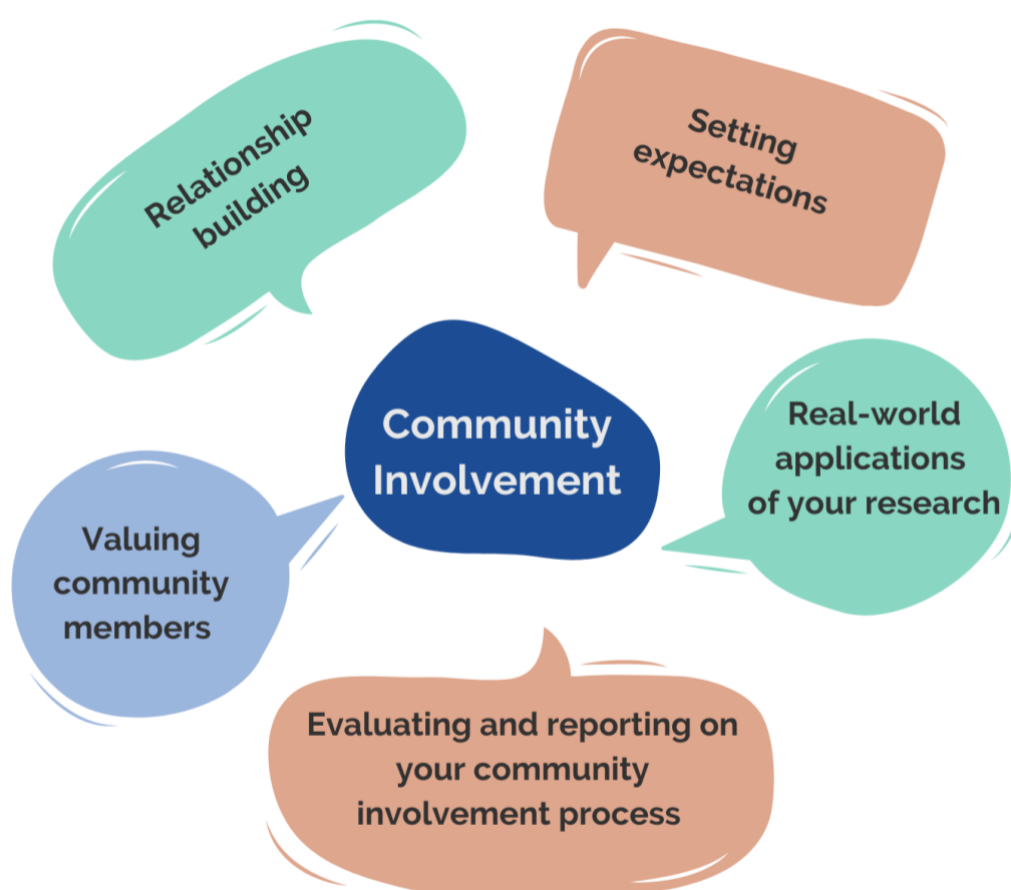 Relationship
building
Setting
expectations
Community
Involvement
Real-world
applications
of your research
Valuing
community
members
Evaluating and reporting on
your community
involvement process